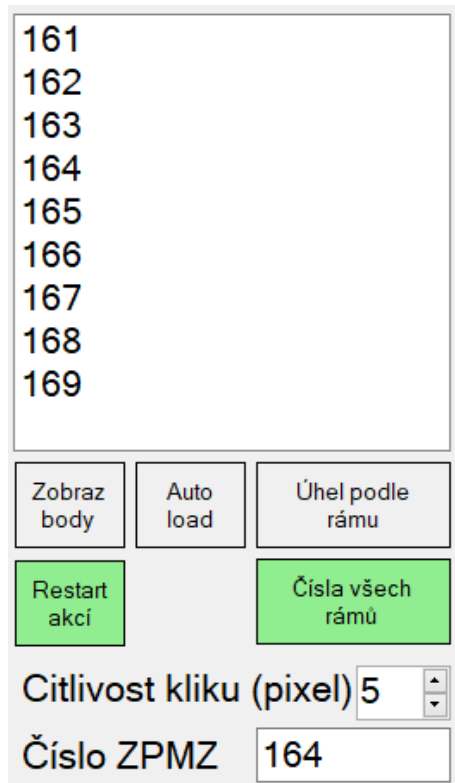 161
162
163
164
165
166
167
168
169
Zobraz body
Auto load
Úhel podle rámu
Restart akcí
Čísla všech rámů
Citlivost kliku (pixel) 5
Číslo ZPMZ 164